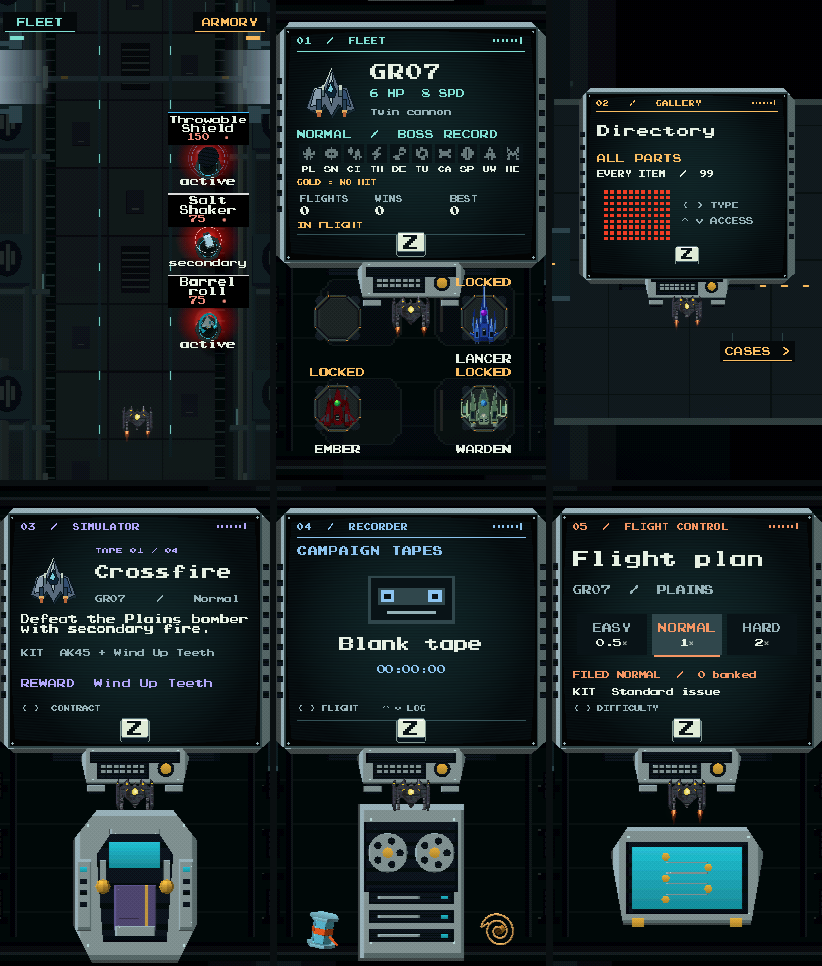 FLEET
ARMORY
Throwable
Shield
150
active
Salt
Shaker
75
secondary
Barrel
roll
75
active
01 / FLEET
GR07
6 HP 8 SPD
Twin cannon
NORMAL / BOSS RECORD
PL GN CI TH DE TU CA GP UW HE
GOLD = NO HIT
FLIGHTS WINS BEST
0 0 0
IN FLIGHT
Z
LOCKED
LANCER
LOCKED
LOCKED
EMBER
WARDEN
02 / GALLERY
Directory
ALL PARTS
EVERY ITEM / 99
< > TYPE
^ v ACCESS
Z
CASES >
03 / SIMULATOR
TAPE 01 / 04
Crossfire
GR07 / Normal
Defeat the Plains bomber
with secondary fire.
KIT AK45 + Wind Up Teeth
REWARD Wind Up Teeth
< > CONTRACT
Z
04 / RECORDER
CAMPAIGN TAPES
Blank tape
00:00:00
< > FLIGHT ^ v LOG
Z
05 / FLIGHT CONTROL
Flight plan
GR07 / PLAINS
EASY NORMAL HARD
0.5x 1x 2x
FILED NORMAL / 0 banked
KIT Standard issue
< > DIFFICULTY
Z